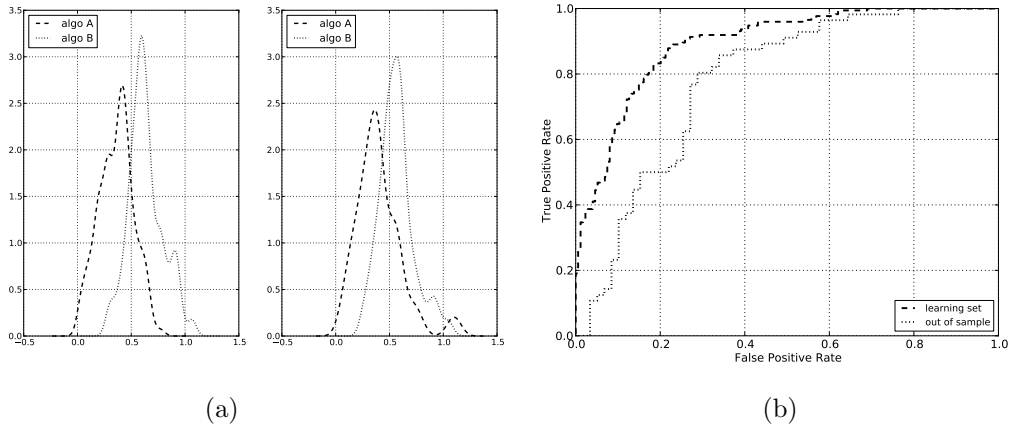 3.5
3.0
2.5
2.0
1.5
1.0
0.5
0.0
−0.5 0.0 0.5 1.0 1.5
algo A
algo B
3.5
3.0
2.5
2.0
1.5
1.0
0.5
0.0
−0.5 0.0 0.5 1.0 1.5
algo A
algo B
(a)
True Positive Rate
1.0
0.8
0.6
0.4
0.2
0.0
0.0 0.2 0.4 0.6 0.8 1.0
False Positive Rate
learning set
out of sample
(b)